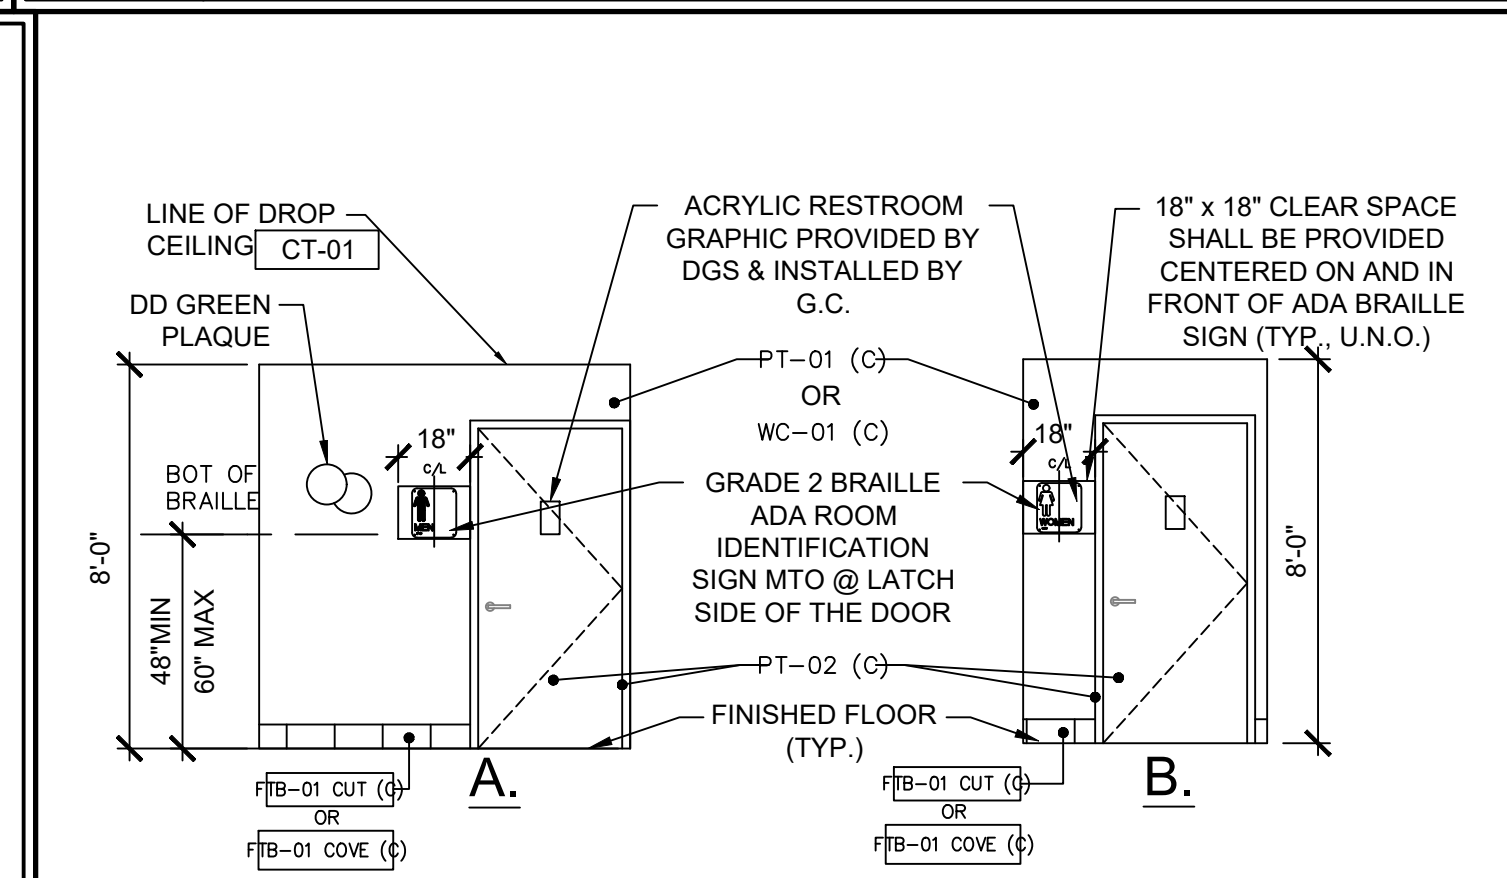 LINE OF DROP
CEILING
CT-01
DD GREEN
PLAQUE
ACRYLIC RESTROOM
GRAPHIC PROVIDED BY
DGS & INSTALLED BY
G.C.
18" x 18" CLEAR SPACE
SHALL BE PROVIDED
CENTERED ON AND IN
FRONT OF ADA BRAILLE
SIGN (TYP., U.N.O.)
PT-01 (C)
OR
WC-01 (C)
18"
C/L
MEN
BOT OF
BRAILLE
8'-0"
48"MIN
60" MAX
GRADE 2 BRAILLE
ADA ROOM
IDENTIFICATION
SIGN MTO @ LATCH
SIDE OF THE DOOR
18"
C/L
WOMEN
8'-0"
PT-02 (C)
FINISHED FLOOR
(TYP.)
FTB-01 CUT (C)
OR
FTB-01 COVE (C)
A.
FTB-01 CUT (C)
OR
FTB-01 COVE (C)
B.